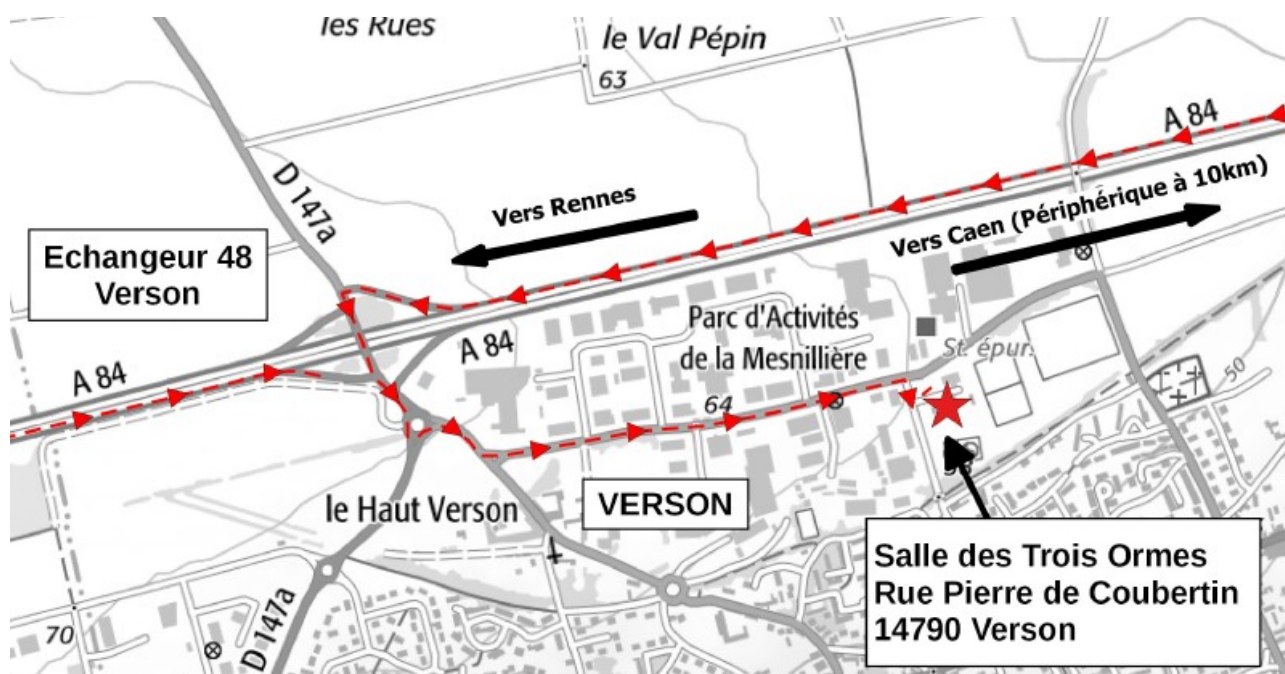 les Rues
le Val Pépin
63
A 84
D 147a
Vers Rennes
Vers Caen (Périphérique à 10km)
Echangeur 48
Verson
Parc d'Activités
de la Mesnillière
A 84
St. épur.
A 84
64
50
le Haut Verson
VERSON
Salle des Trois Ormes
Rue Pierre de Coubertin
14790 Verson
70
D 147a